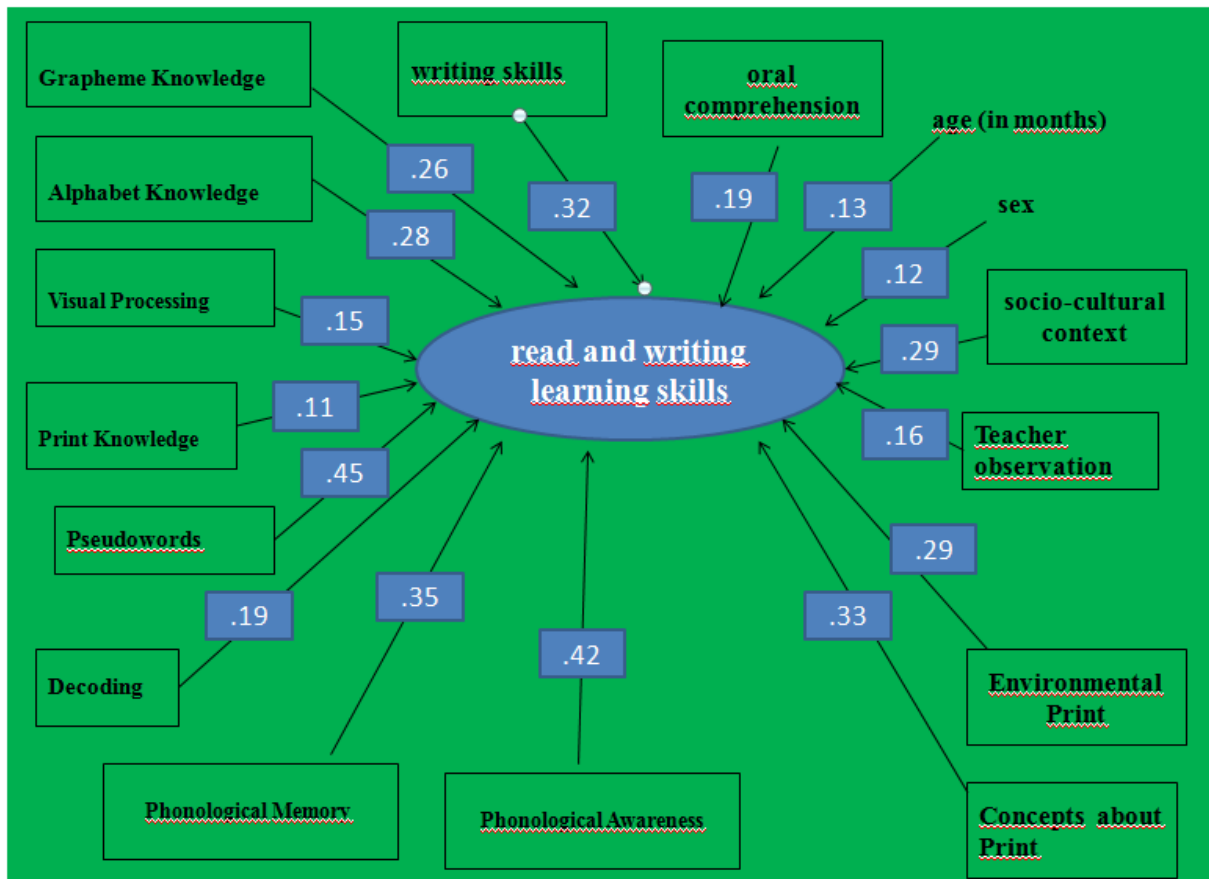 Grapheme Knowledge
writing skills
oral
comprehension
age (in months)
.26
.32
.19
.13
Alphabet Knowledge
.28
sex
.12
Visual Processing
.15
socio-cultural
context
.29
read and writing
learning skills
.11
Print Knowledge
.16
Teacher
observation
.45
Pseudowords
.29
.19
.35
.33
.42
Decoding
Environmental
Print
Phonological Memory
Phonological Awareness
Concepts about
Print